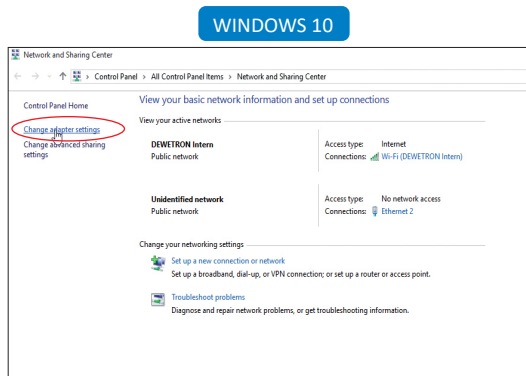 WINDOWS 10
Network and Sharing Center
Control Panel > All Control Panel Items > Network and Sharing Center
Control Panel Home
Change adapter settings
Change advanced sharing
settings
View your basic network information and set up connections
View your active networks
DEWETRON Intern
Public network
Access type: Internet
Connections: Wi-Fi (DEWETRON Intern)
Unidentified network
Public network
Access type: No network access
Connections: Ethernet 2
Change your networking settings
Set up a new connection or network
Set up a broadband, dial-up, or VPN connection; or set up a router or access point.
Troubleshoot problems
Diagnose and repair network problems, or get troubleshooting information.